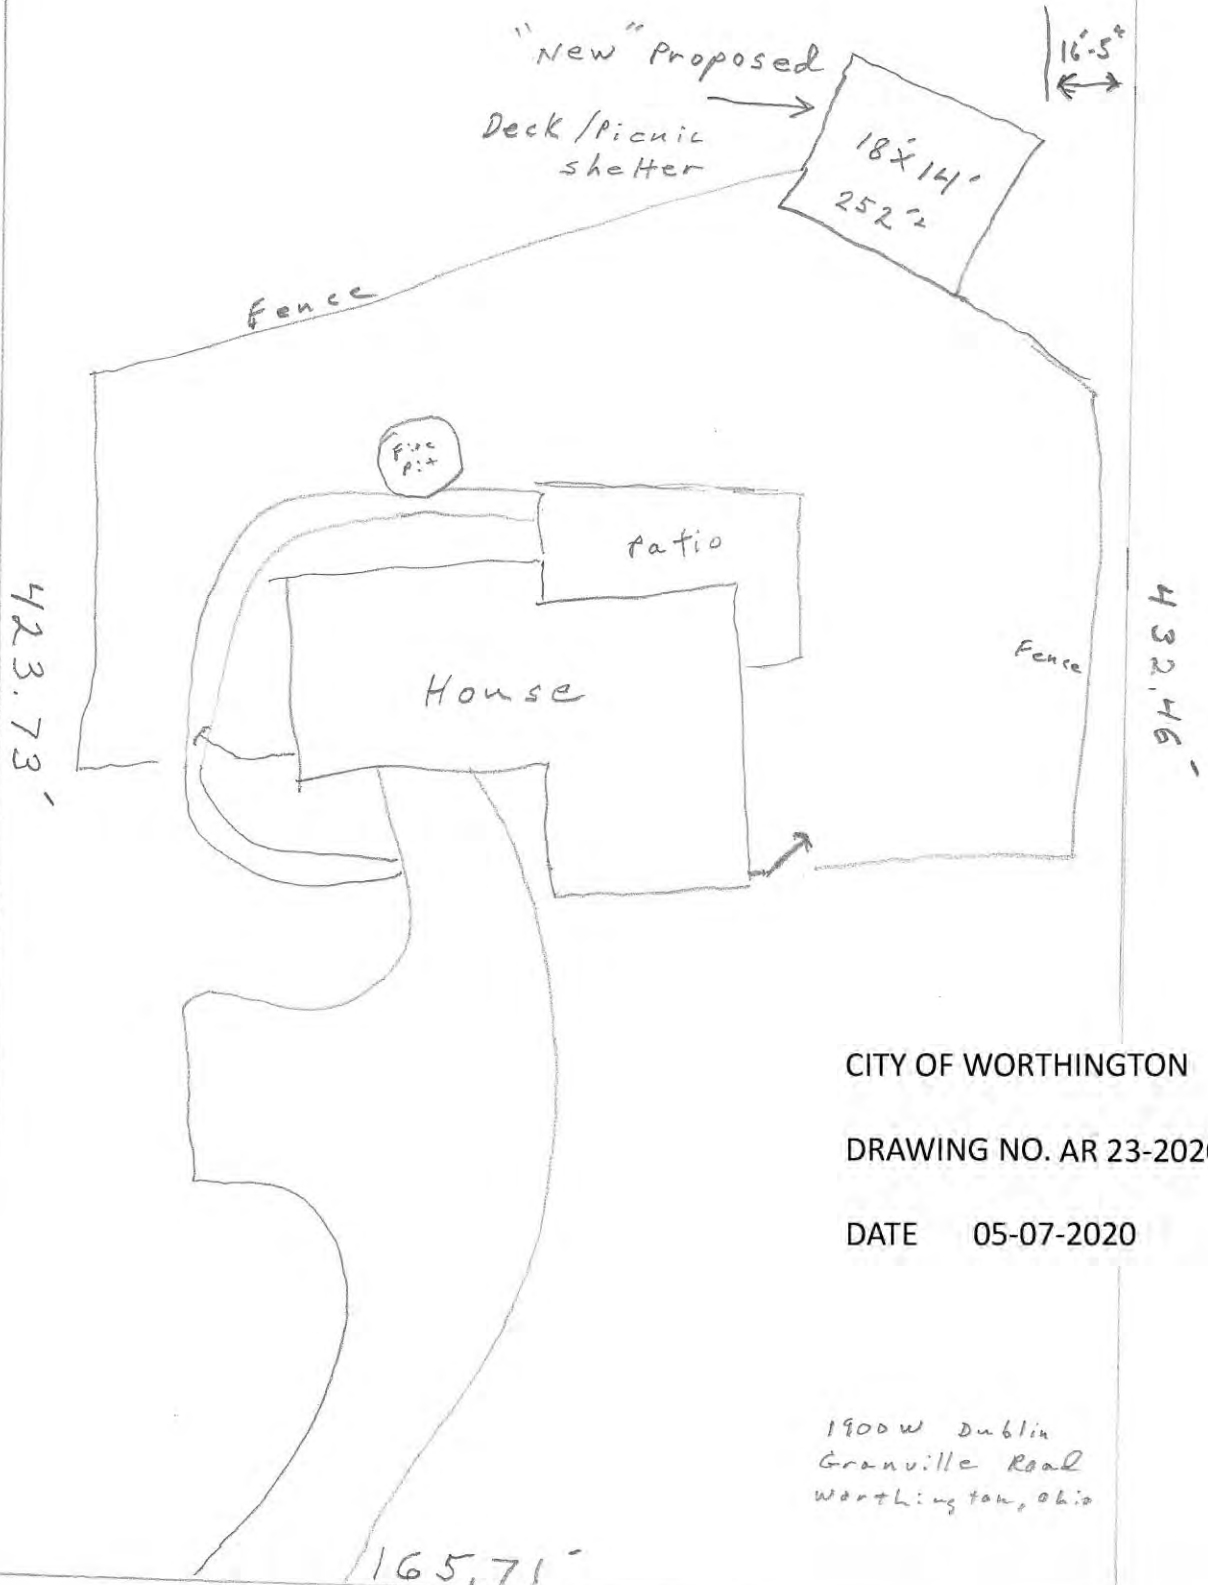 "New" Proposed
Deck/Picnic
shelter
16'-5"
18'x14'
252'2
Fence
Fire
Pit
Patio
House
Fence
423.73'
432.46'
CITY OF WORTHINGTON
DRAWING NO. AR 23-202
DATE 05-07-2020
1900 W Dublin
Granville Road
Worthington, Ohio
165.71'